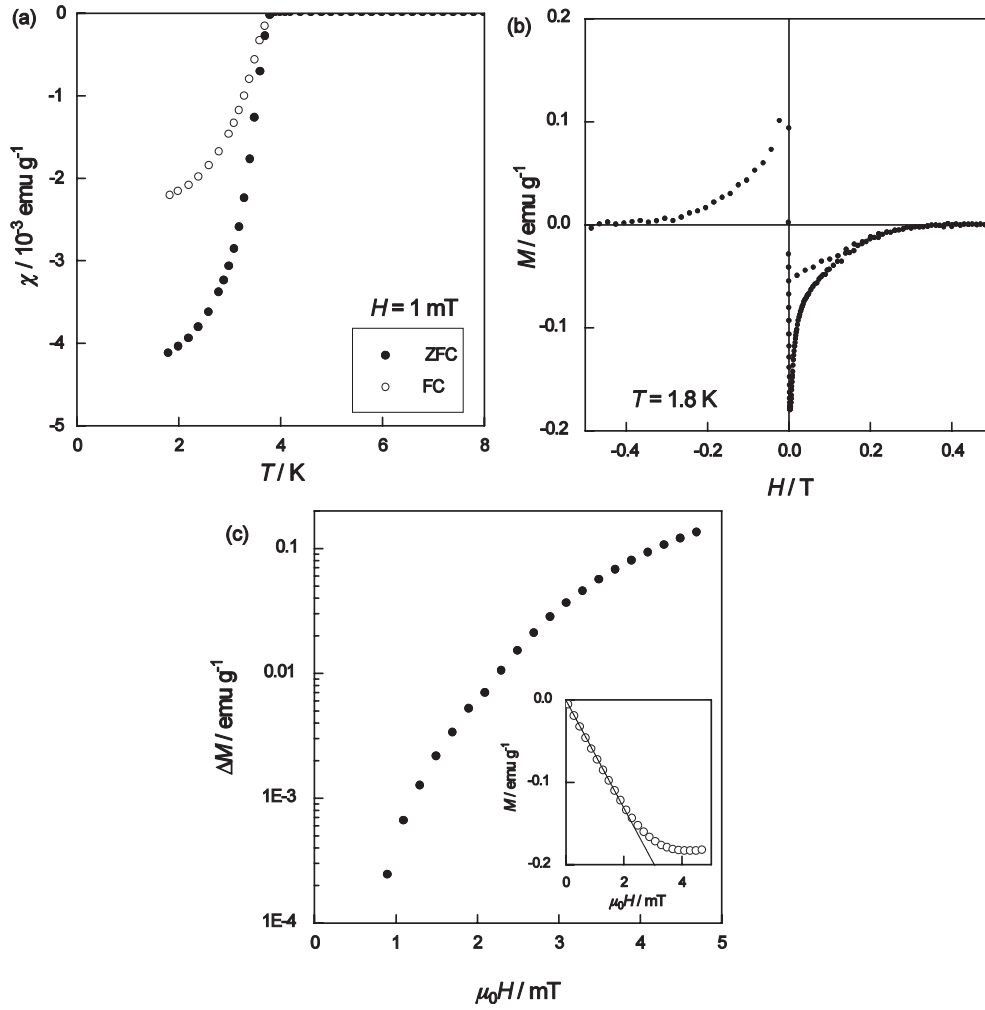 (a)
0
-1
-2
-3
-4
-5
χ / 10⁻³ emu g⁻¹
H = 1 mT
ZFC
FC
0 2 4 6 8
T / K
(b)
0.2
0.1
0.0
-0.1
-0.2
M / emu g⁻¹
T = 1.8 K
-0.4 -0.2 0.0 0.2 0.4
H / T
(c)
0.1
0.01
1E-3
1E-4
ΔM / emu g⁻¹
0.0
-0.1
-0.2
M / emu g⁻¹
0 2 4
μ₀H / mT
0 1 2 3 4 5
μ₀H / mT